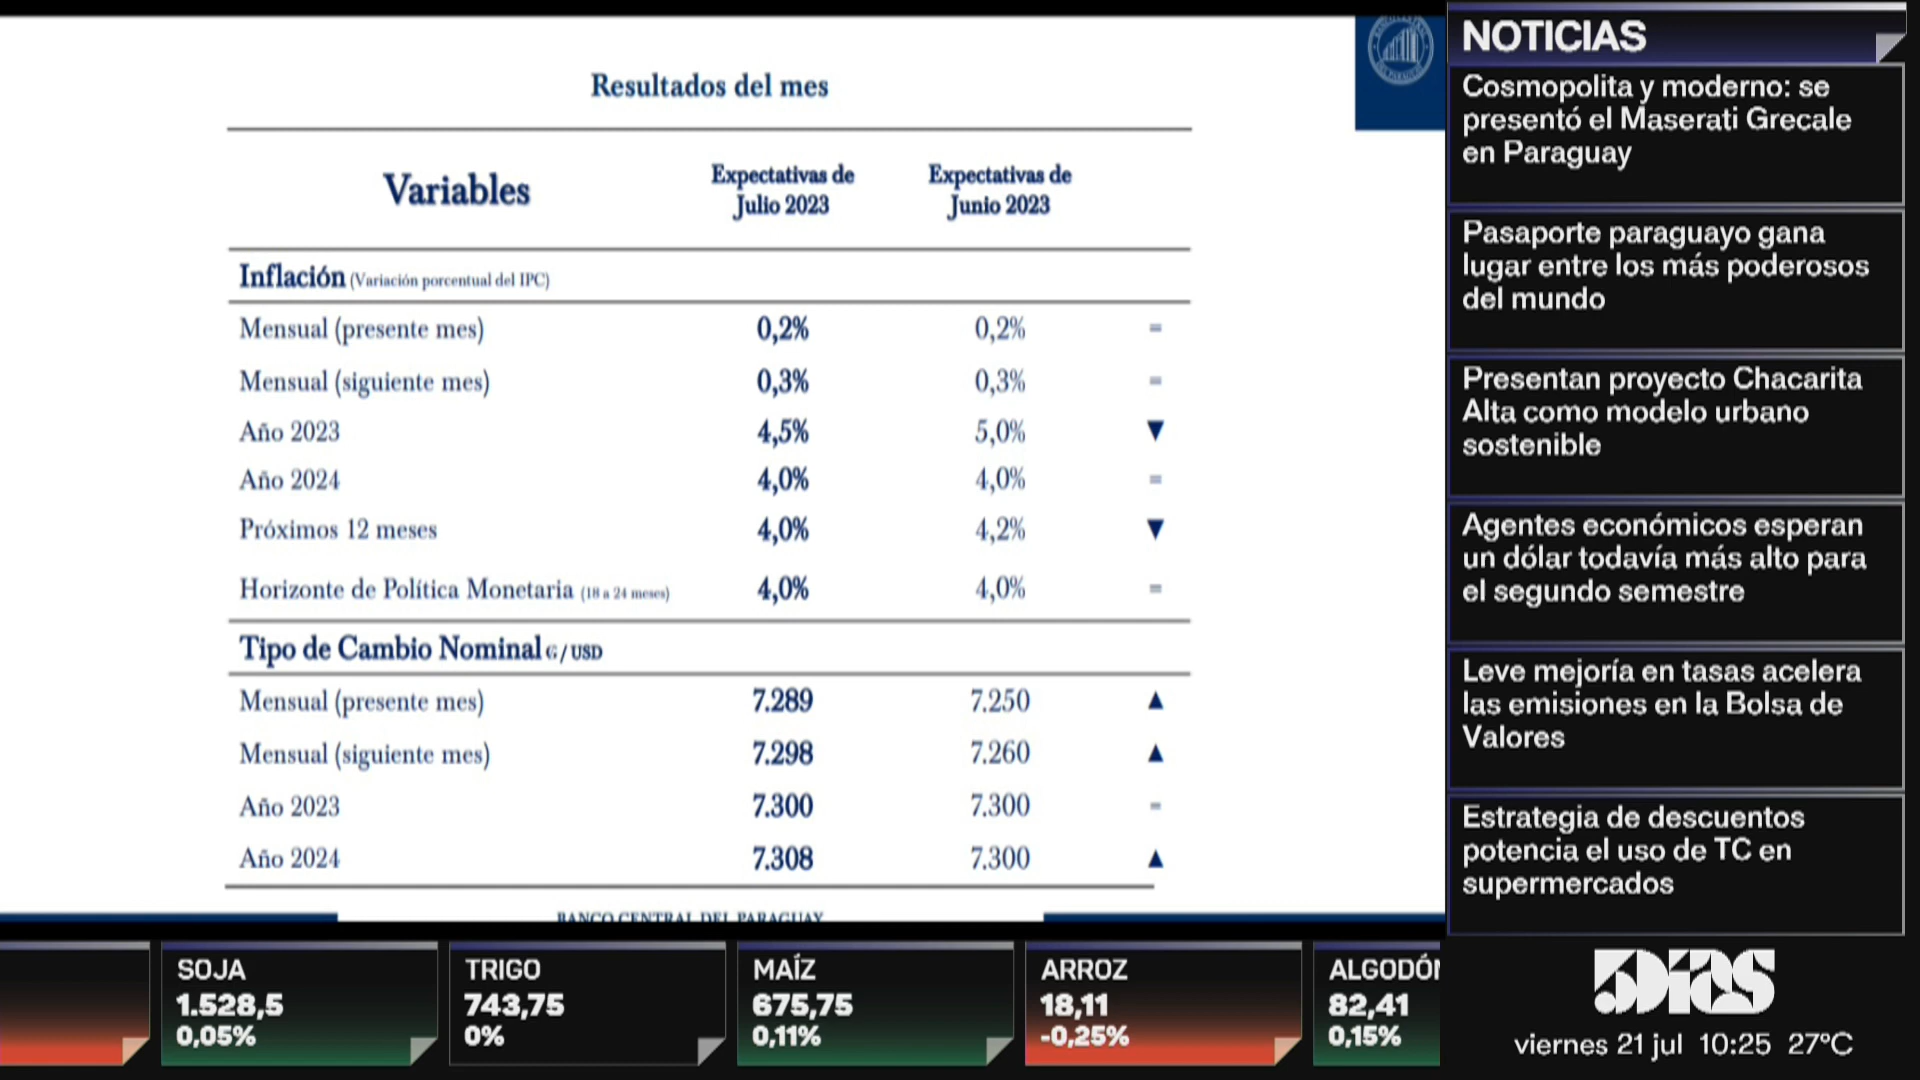 Resultados del mes
Variables
Expectativas de
Julio 2023
Expectativas de
Junio 2023
Inflación (Variación porcentual del IPC)
Mensual (presente mes) 0,2% 0,2% =
Mensual (siguiente mes) 0,3% 0,3% =
Año 2023 4,5% 5,0% ▼
Año 2024 4,0% 4,0% =
Próximos 12 meses 4,0% 4,2% ▼
Horizonte de Política Monetaria (18 a 24 meses) 4,0% 4,0% =
Tipo de Cambio Nominal ₲/USD
Mensual (presente mes) 7.289 7.250 ▲
Mensual (siguiente mes) 7.298 7.260 ▲
Año 2023 7.300 7.300 =
Año 2024 7.308 7.300 ▲
BANCO CENTRAL DEL PARAGUAY
NOTICIAS
Cosmopolita y moderno: se
presentó el Maserati Grecale
en Paraguay
Pasaporte paraguayo gana
lugar entre los más poderosos
del mundo
Presentan proyecto Chacarita
Alta como modelo urbano
sostenible
Agentes económicos esperan
un dólar todavía más alto para
el segundo semestre
Leve mejoría en tasas acelera
las emisiones en la Bolsa de
Valores
Estrategia de descuentos
potencia el uso de TC en
supermercados
SOJA
1.528,5
0,05%
TRIGO
743,75
0%
MAÍZ
675,75
0,11%
ARROZ
18,11
-0,25%
ALGODÓN
82,41
0,15%
5Días
viernes 21 jul 10:25 27°C